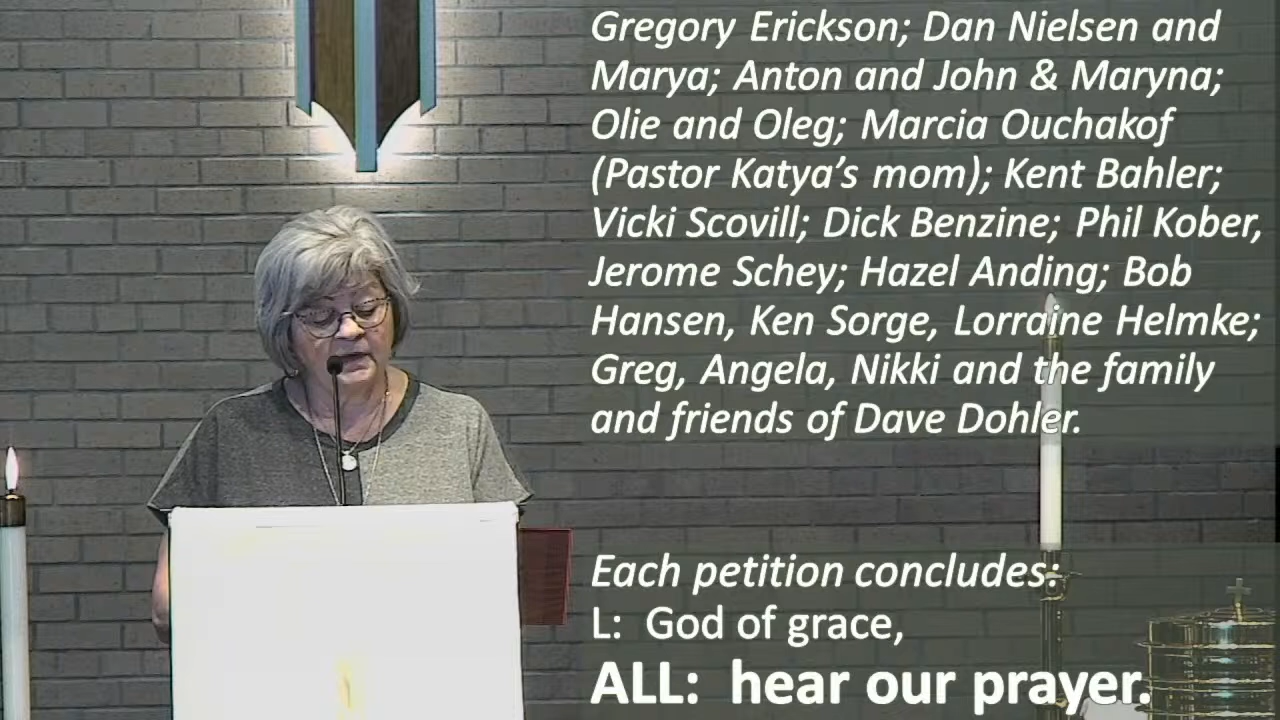 Gregory Erickson; Dan Nielsen and
Marya; Anton and John & Maryna;
Olie and Oleg; Marcia Ouchakof
(Pastor Katya’s mom); Kent Bahler;
Vicki Scovill; Dick Benzine; Phil Kober,
Jerome Schey; Hazel Anding; Bob
Hansen, Ken Sorge, Lorraine Helmke;
Greg, Angela, Nikki and the family
and friends of Dave Dohler.
Each petition concludes:
L: God of grace,
ALL: hear our prayer.